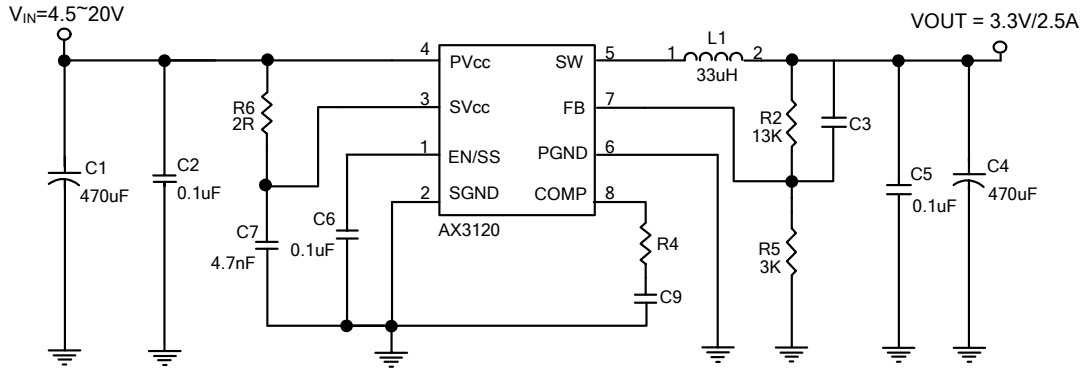 VIN=4.5~20V
VOUT = 3.3V/2.5A
4 PVcc
SW 5
1 L1 2
33uH
R6
2R
3 SVcc
FB 7
R2
13K
C3
1 EN/SS
PGND 6
C1
470uF
C2
0.1uF
2 SGND
COMP 8
C5
0.1uF
C4
470uF
AX3120
C7
4.7nF
C6
0.1uF
R4
R5
3K
C9